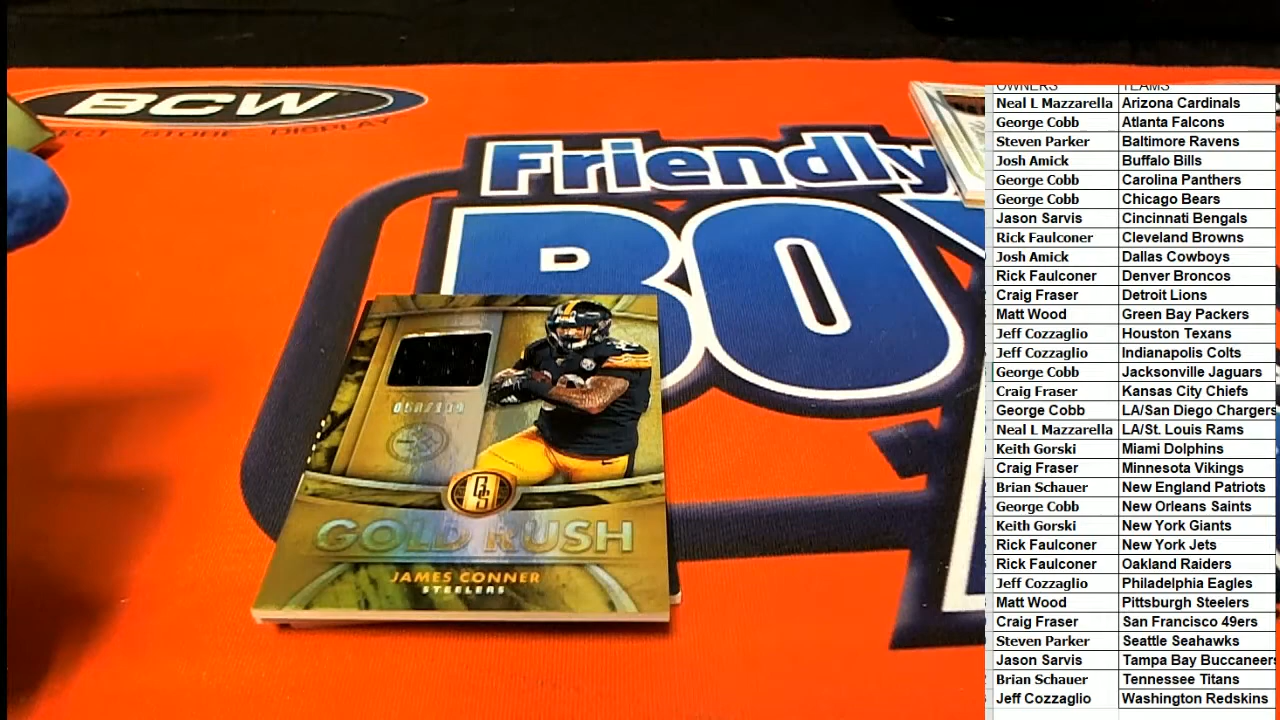 BCW
STORE DISPLAY
Friendly
BO
GOLD RUSH
JAMES CONNER
STEELERS
GS
OWNERS TEAMS
Neal L Mazzarella Arizona Cardinals
George Cobb Atlanta Falcons
Steven Parker Baltimore Ravens
Josh Amick Buffalo Bills
George Cobb Carolina Panthers
George Cobb Chicago Bears
Jason Sarvis Cincinnati Bengals
Rick Faulconer Cleveland Browns
Josh Amick Dallas Cowboys
Rick Faulconer Denver Broncos
Craig Fraser Detroit Lions
Matt Wood Green Bay Packers
Jeff Cozzaglio Houston Texans
Jeff Cozzaglio Indianapolis Colts
George Cobb Jacksonville Jaguars
Craig Fraser Kansas City Chiefs
George Cobb LA/San Diego Chargers
Neal L Mazzarella LA/St. Louis Rams
Keith Gorski Miami Dolphins
Craig Fraser Minnesota Vikings
Brian Schauer New England Patriots
George Cobb New Orleans Saints
Keith Gorski New York Giants
Rick Faulconer New York Jets
Rick Faulconer Oakland Raiders
Jeff Cozzaglio Philadelphia Eagles
Matt Wood Pittsburgh Steelers
Craig Fraser San Francisco 49ers
Steven Parker Seattle Seahawks
Jason Sarvis Tampa Bay Buccaneers
Brian Schauer Tennessee Titans
Jeff Cozzaglio Washington Redskins